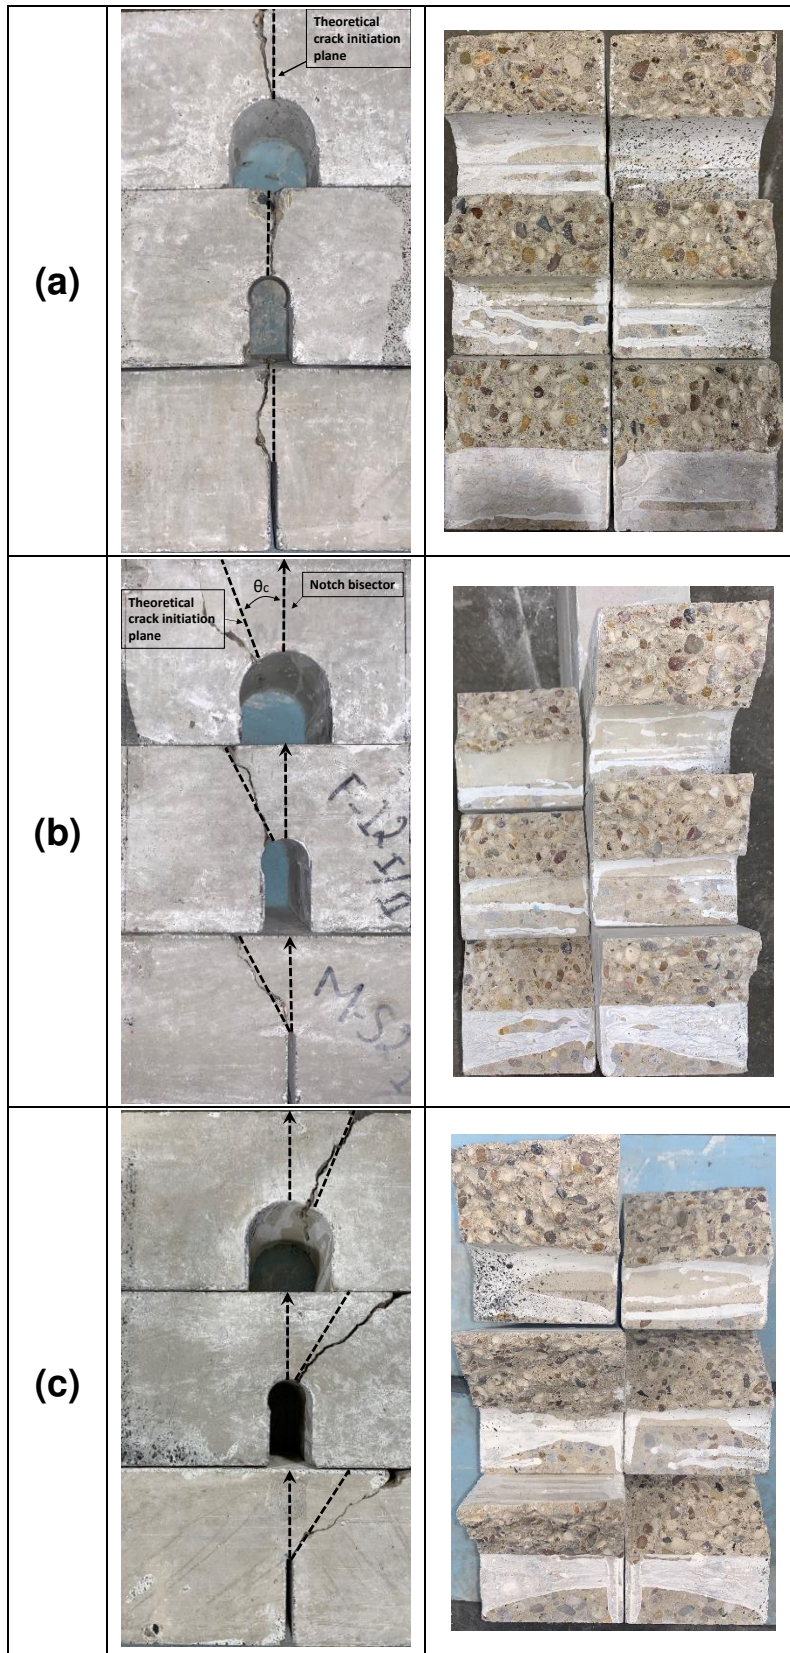 Theoretical
crack initiation
plane
(a)
θc
Notch bisector
Theoretical
crack initiation
plane
(b)
(c)